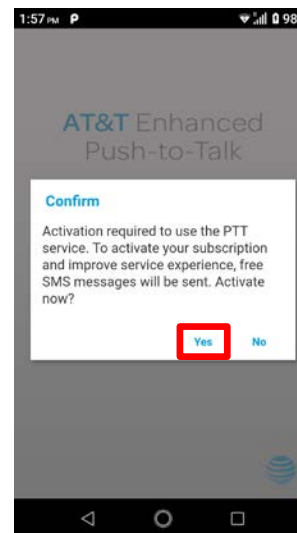 1:57 PM P 98
AT&T Enhanced
Push-to-Talk
Confirm
Activation required to use the PTT
service. To activate your subscription
and improve service experience, free
SMS messages will be sent. Activate
now?
Yes No